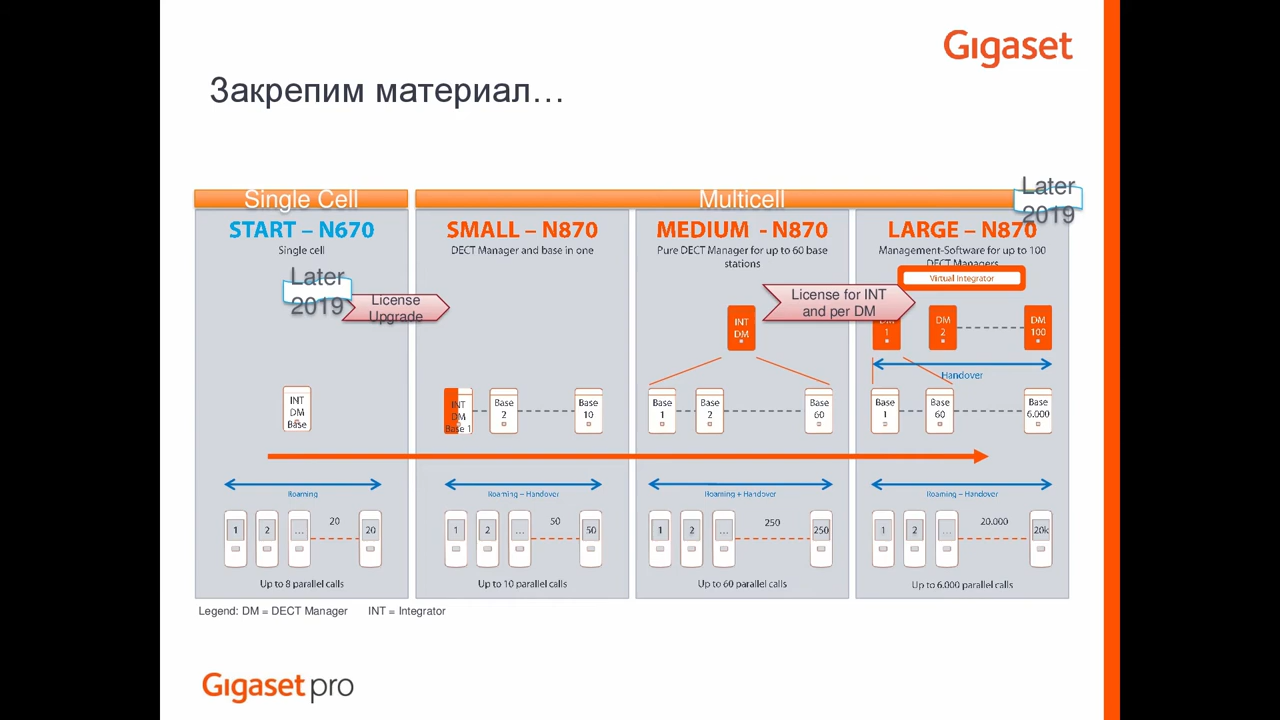 Gigaset
Закрепим материал…
Single Cell
Multicell
Later
2019
START – N670
Single cell
Later
2019
License
Upgrade
INT
DM
Base
Roaming
1 2 ... 20 20
Up to 8 parallel calls
SMALL – N870
DECT Manager and base in one
INT
DM
Base 1
Base
2
Base
10
Roaming – Handover
1 2 ... 50 50
Up to 10 parallel calls
MEDIUM - N870
Pure DECT Manager for up to 60 base
stations
License for INT
and per DM
INT
DM
Base
1
Base
2
Base
60
Roaming + Handover
1 2 ... 250 250
Up to 60 parallel calls
LARGE – N870
Management-Software for up to 100
DECT Managers
Virtual Integrator
DM
1
DM
2
DM
100
Handover
Base
1
Base
60
Base
6.000
Roaming – Handover
1 2 ... 20.000 20k
Up to 6.000 parallel calls
Legend: DM = DECT Manager INT = Integrator
Gigaset pro